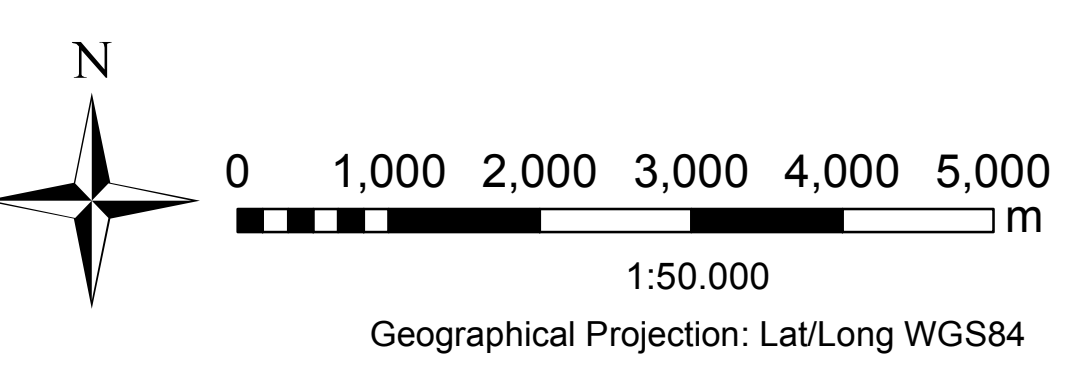 N
0 1,000 2,000 3,000 4,000 5,000
m
1:50.000
Geographical Projection: Lat/Long WGS84